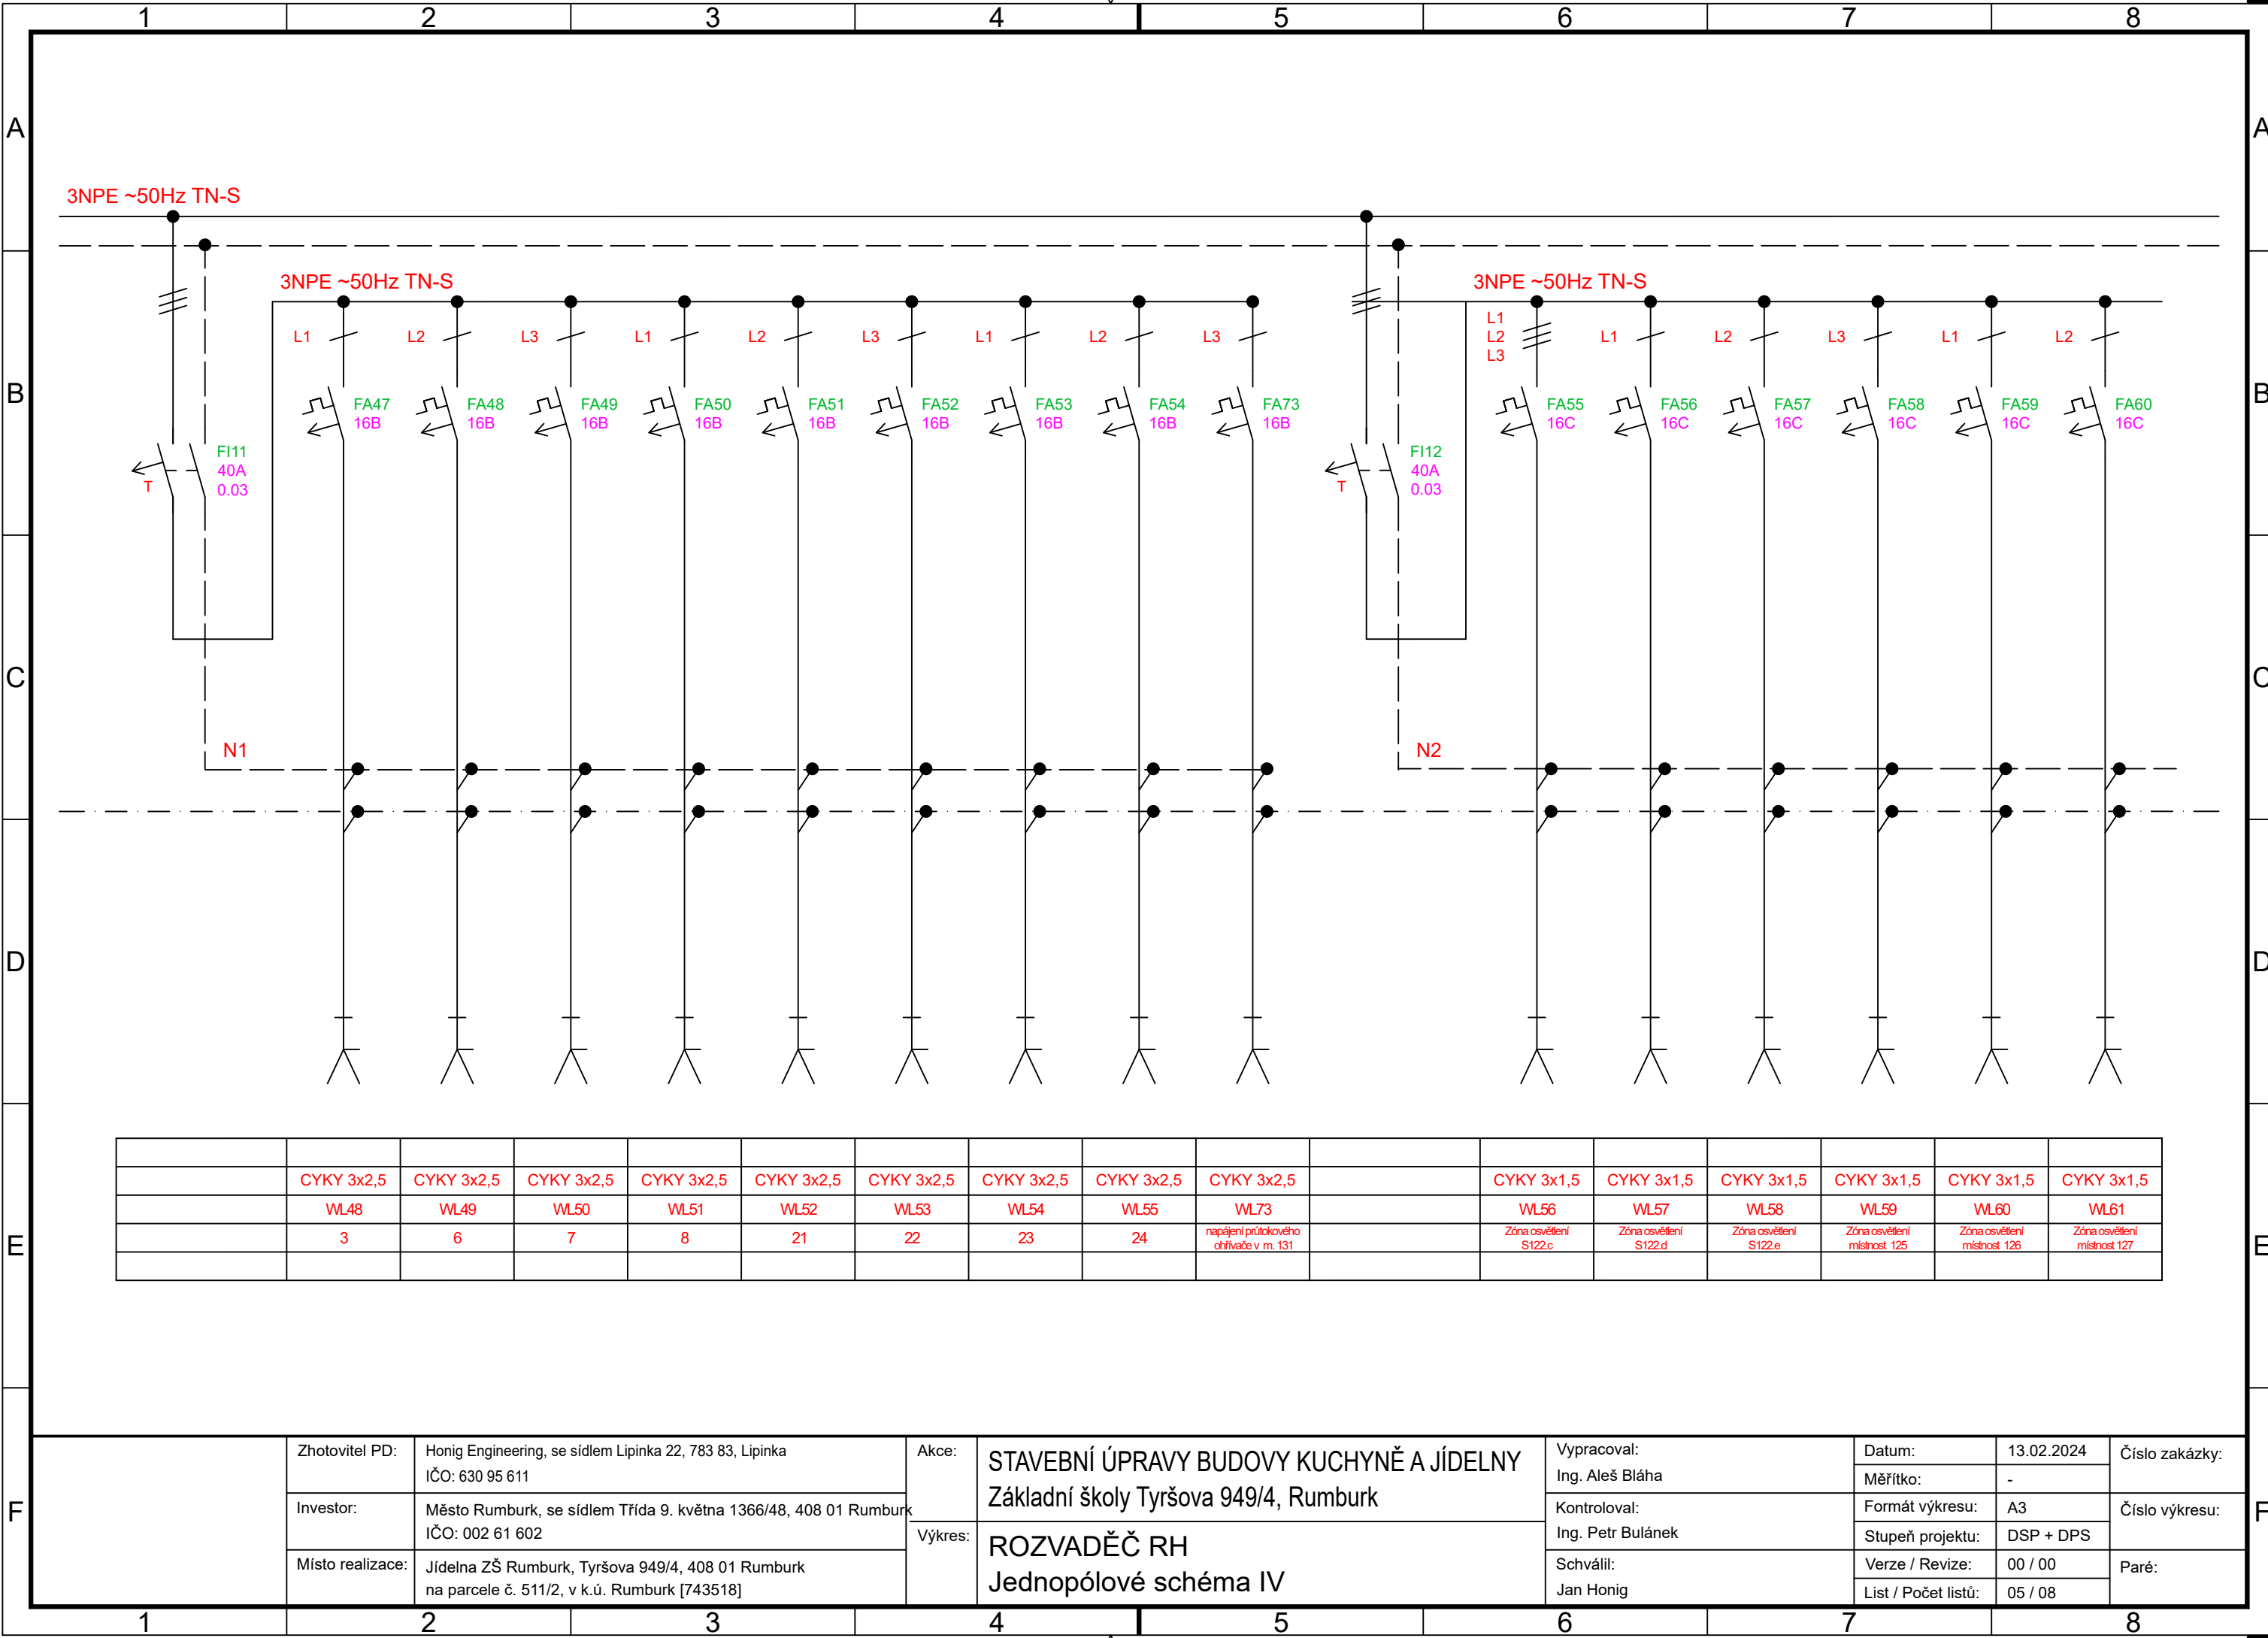 1 2 3 4 5 6 7 8
A A
3NPE ~50Hz TN-S
3NPE ~50Hz TN-S 3NPE ~50Hz TN-S
L1 L2 L3 L1 L2 L3 L1 L2 L3 L1 L1 L2 L3 L1 L2
L2
L3
B B
FA47 FA48 FA49 FA50 FA51 FA52 FA53 FA54 FA73 FA55 FA56 FA57 FA58 FA59 FA60
16B 16B 16B 16B 16B 16B 16B 16B 16B 16C 16C 16C 16C 16C 16C
FI11 FI12
40A 40A
T 0.03 T 0.03
C C
N1 N2
D D
CYKY 3x2,5 CYKY 3x2,5 CYKY 3x2,5 CYKY 3x2,5 CYKY 3x2,5 CYKY 3x2,5 CYKY 3x2,5 CYKY 3x2,5 CYKY 3x2,5 CYKY 3x1,5 CYKY 3x1,5 CYKY 3x1,5 CYKY 3x1,5 CYKY 3x1,5 CYKY 3x1,5
WL48 WL49 WL50 WL51 WL52 WL53 WL54 WL55 WL73 WL56 WL57 WL58 WL59 WL60 WL61
3 6 7 8 21 22 23 24
napájení průtokového
ohřívače v m. 131
Zóna osvětlení
S122.c
Zóna osvětlení
S122.d
Zóna osvětlení
S122.e
Zóna osvětlení
místnost 125
Zóna osvětlení
místnost 126
Zóna osvětlení
místnost 127
E E
Zhotovitel PD:
Honig Engineering, se sídlem Lipinka 22, 783 83, Lipinka
IČO: 630 95 611
Investor:
Město Rumburk, se sídlem Třída 9. května 1366/48, 408 01 Rumburk
IČO: 002 61 602
Místo realizace:
Jídelna ZŠ Rumburk, Tyršova 949/4, 408 01 Rumburk
na parcele č. 511/2, v k.ú. Rumburk [743518]
Akce:
STAVEBNÍ ÚPRAVY BUDOVY KUCHYNĚ A JÍDELNY
Základní školy Tyršova 949/4, Rumburk
Výkres:
ROZVADĚČ RH
Jednopólové schéma IV
Vypracoval:
Ing. Aleš Bláha
Kontroloval:
Ing. Petr Bulánek
Schválil:
Jan Honig
Datum: 13.02.2024
Měřítko: -
Formát výkresu: A3
Stupeň projektu: DSP + DPS
Verze / Revize: 00 / 00
List / Počet listů: 05 / 08
Číslo zakázky:
Číslo výkresu:
Paré:
F F
1 2 3 4 5 6 7 8